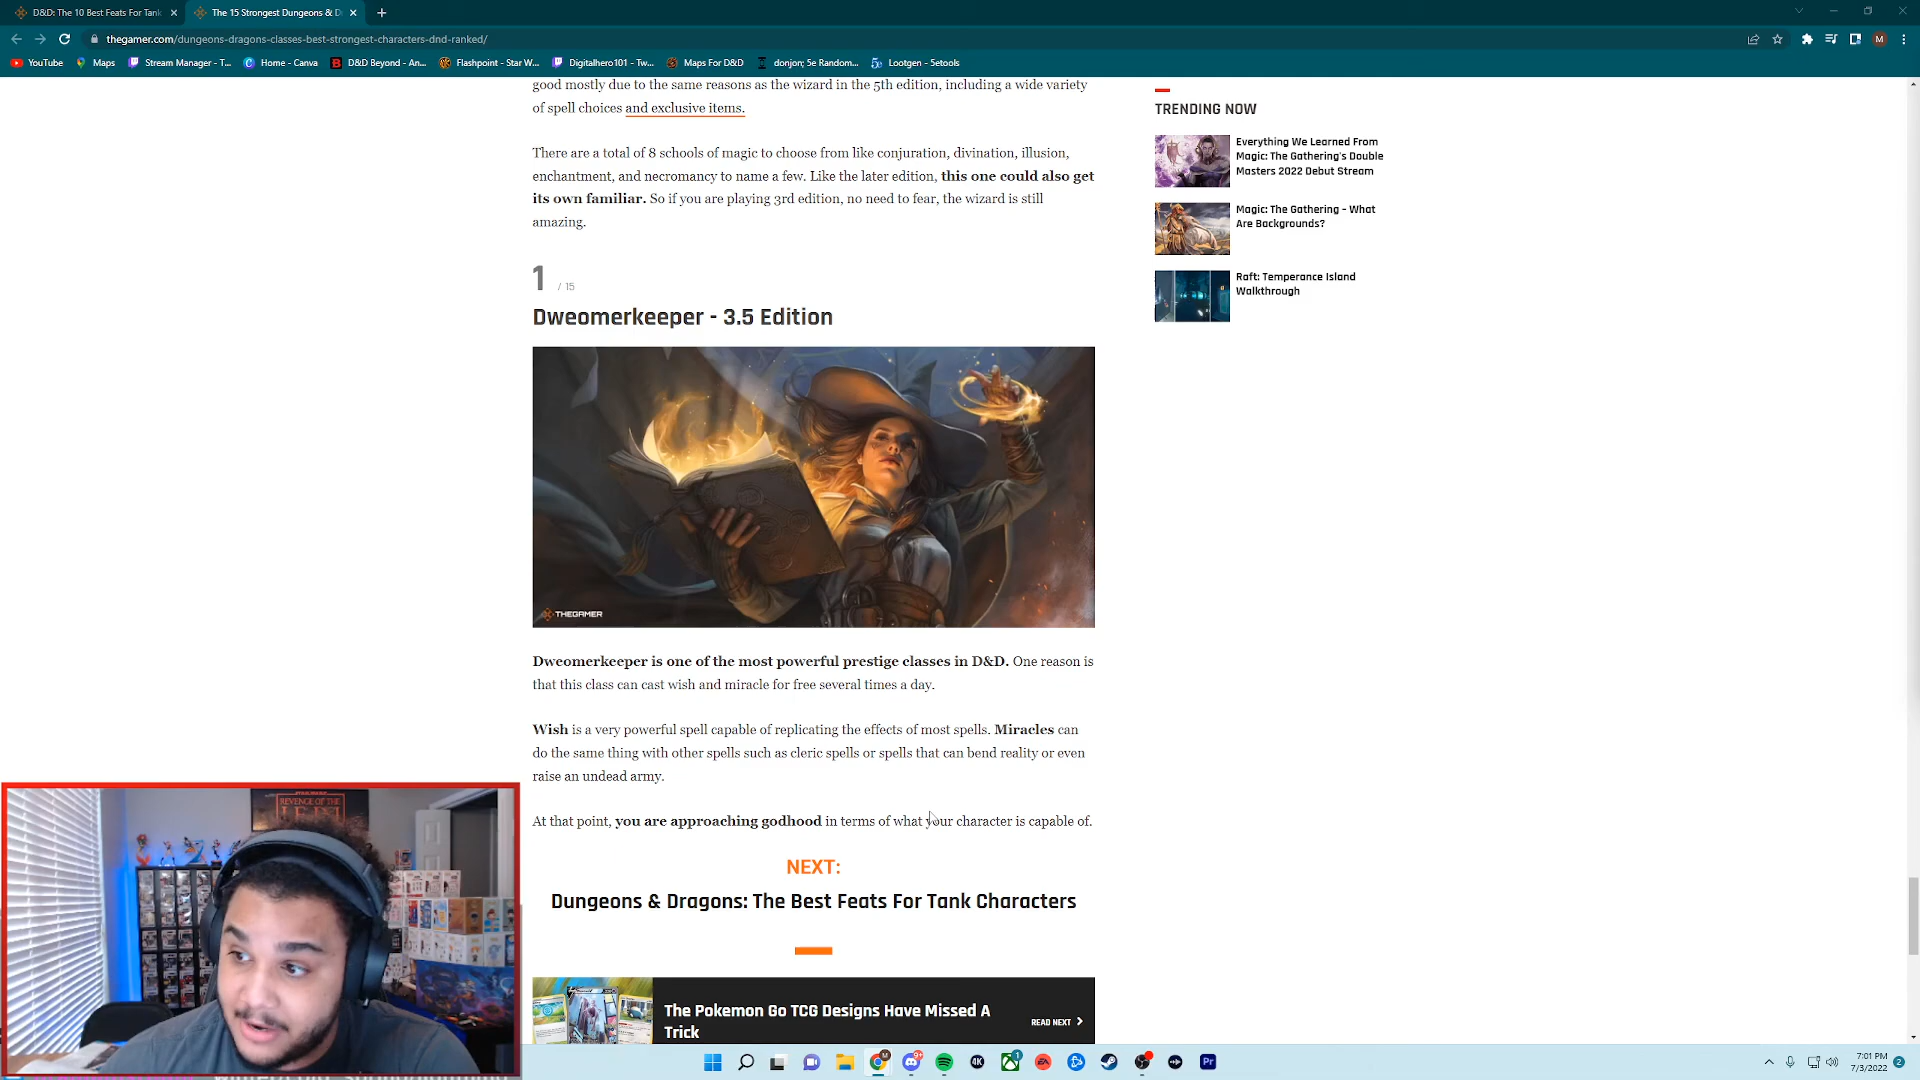 D&D: The 10 Best Feats For Tank
The 15 Strongest Dungeons & D
thegamer.com/dungeons-dragons-classes-best-strongest-characters-dnd-ranked/
M
YouTube
Maps
Stream Manager - T...
Home - Canva
D&D Beyond - An...
Flashpoint - Star W...
Digitalhero101 - Tw...
Maps For D&D
donjon; 5e Random...
Lootgen - 5etools
good mostly due to the same reasons as the wizard in the 5th edition, including a wide variety
of spell choices and exclusive items.
There are a total of 8 schools of magic to choose from like conjuration, divination, illusion,
enchantment, and necromancy to name a few. Like the later edition, this one could also get
its own familiar. So if you are playing 3rd edition, no need to fear, the wizard is still
amazing.
1 / 15
Dweomerkeeper - 3.5 Edition
THEGAMER
Dweomerkeeper is one of the most powerful prestige classes in D&D. One reason is
that this class can cast wish and miracle for free several times a day.
Wish is a very powerful spell capable of replicating the effects of most spells. Miracles can
do the same thing with other spells such as cleric spells or spells that can bend reality or even
raise an undead army.
At that point, you are approaching godhood in terms of what your character is capable of.
NEXT:
Dungeons & Dragons: The Best Feats For Tank Characters
The Pokemon Go TCG Designs Have Missed A
Trick
READ NEXT
TRENDING NOW
Everything We Learned From
Magic: The Gathering's Double
Masters 2022 Debut Stream
Magic: The Gathering – What
Are Backgrounds?
Raft: Temperance Island
Walkthrough
REVENGE OF THE
JEDI
M
9+
4K
1
EA
Pr
7:01 PM
7/3/2022
2